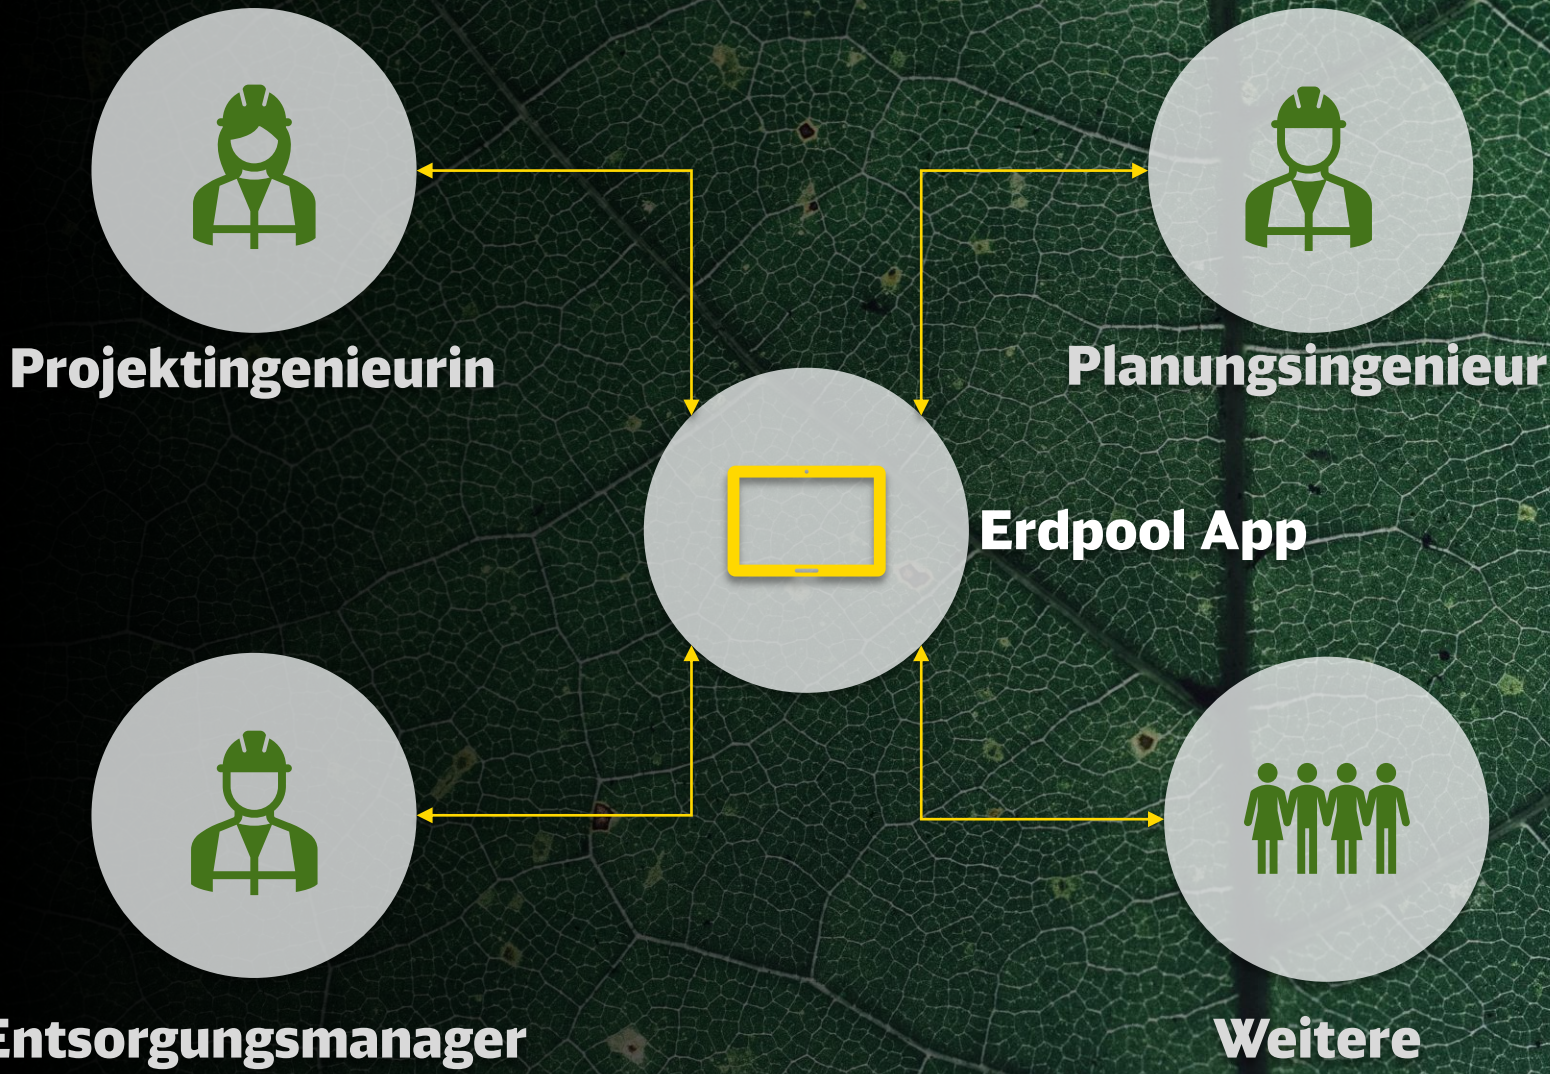 Projektingenieurin
Planungsingenieur
Erdpool App
Entsorgungsmanager
Weitere